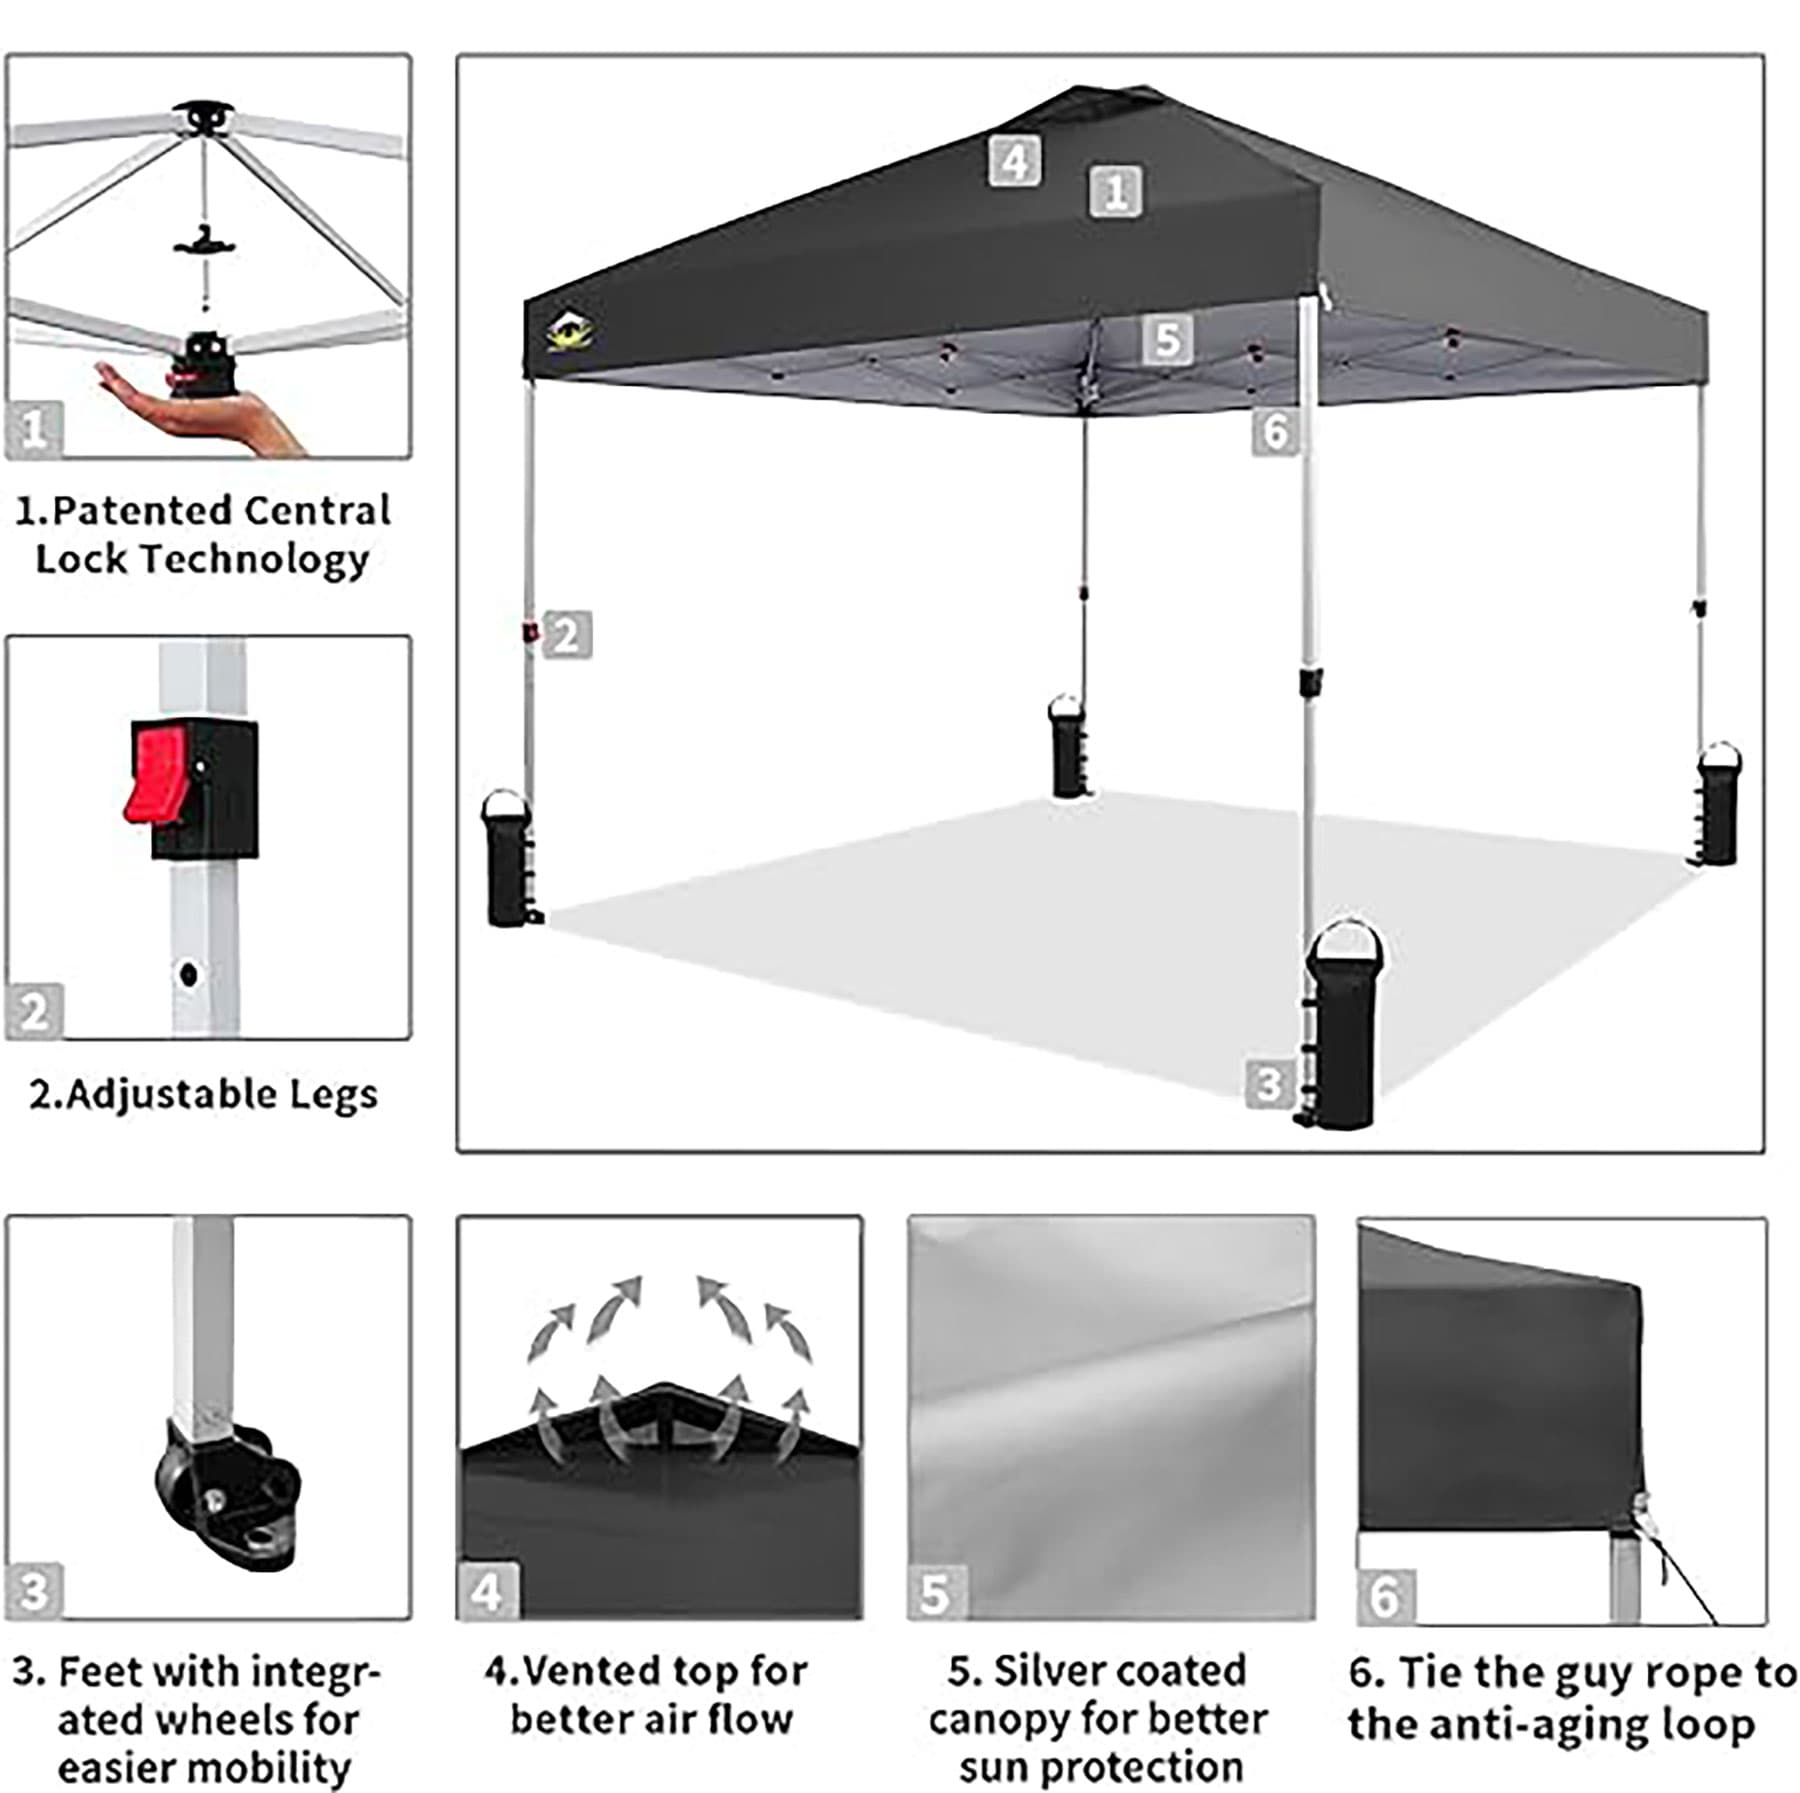 4
1
5
6
2
3
1
1.Patented Central
Lock Technology
2
2.Adjustable Legs
3
3. Feet with integr-
ated wheels for
easier mobility
4
4.Vented top for
better air flow
5
5. Silver coated
canopy for better
sun protection
6
6. Tie the guy rope to
the anti-aging loop